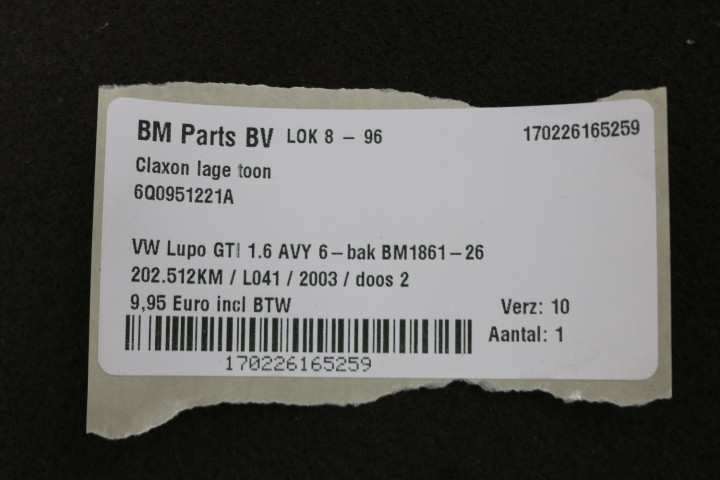 BM Parts BV LOK 8 - 96 170226165259
Claxon lage toon
6Q0951221A
VW Lupo GTI 1.6 AVY 6-bak BM1861-26
202.512KM / L041 / 2003 / doos 2
9,95 Euro incl BTW Verz: 10
Aantal: 1
170226165259